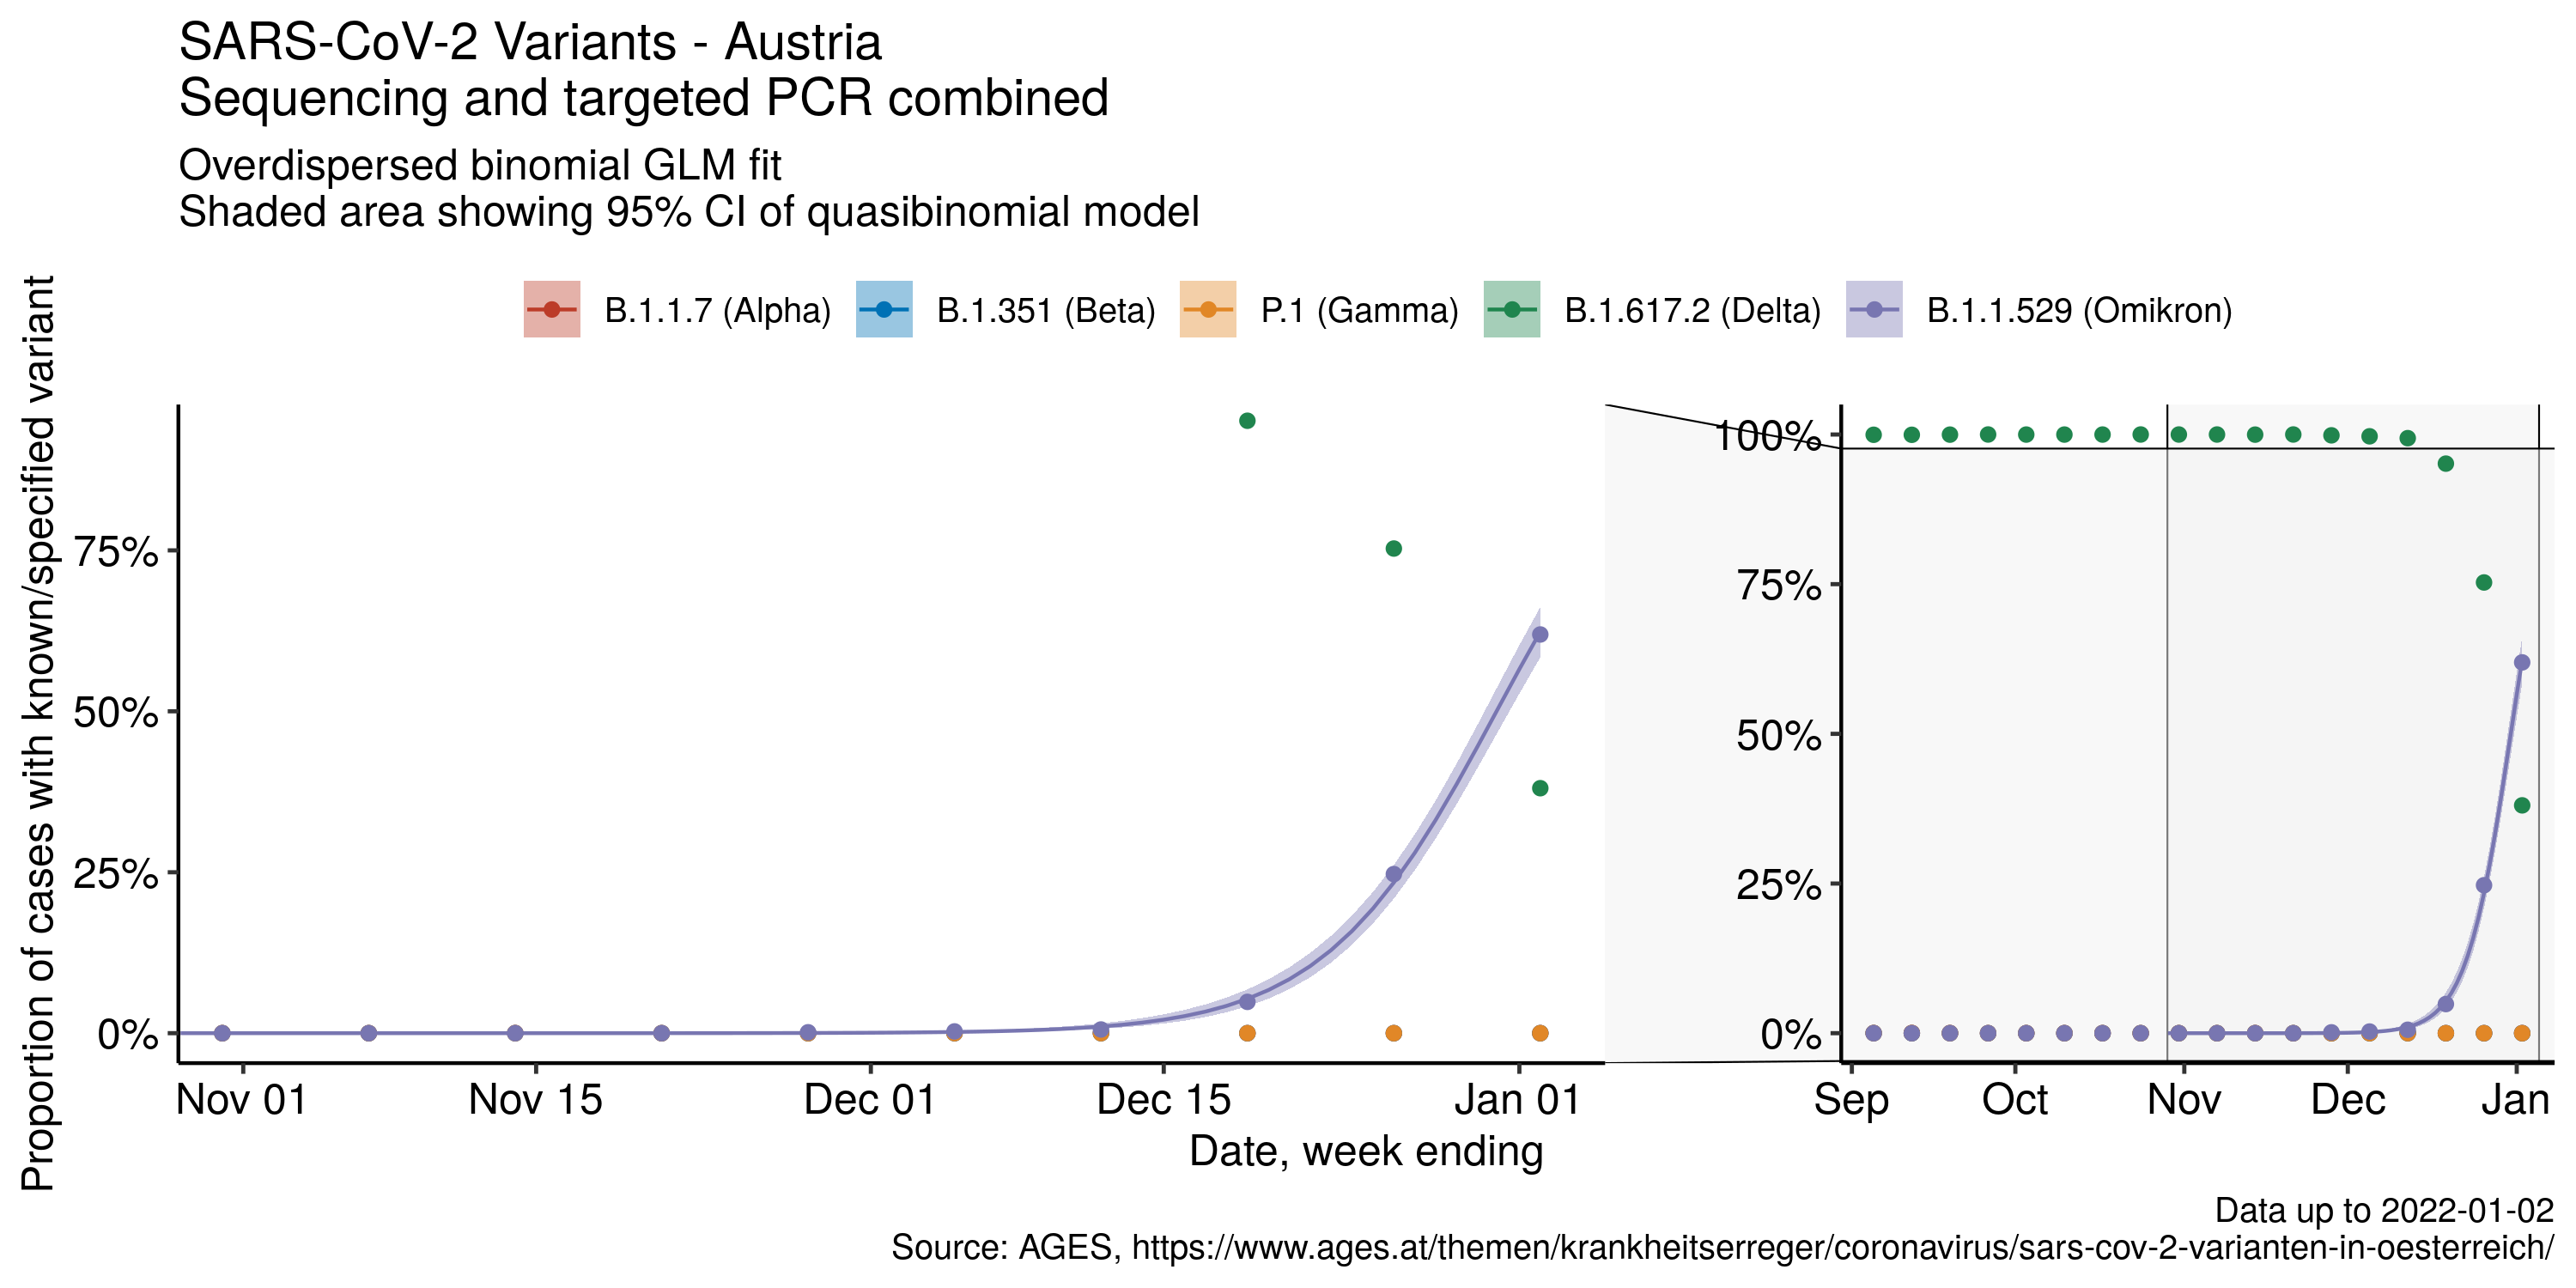 SARS-CoV-2 Variants - Austria
Sequencing and targeted PCR combined
Overdispersed binomial GLM fit
Shaded area showing 95% CI of quasibinomial model
B.1.1.7 (Alpha) B.1.351 (Beta) P.1 (Gamma) B.1.617.2 (Delta) B.1.1.529 (Omikron)
Proportion of cases with known/specified variant
75%
50%
25%
0%
Nov 01 Nov 15 Dec 01 Dec 15 Jan 01
100%
75%
50%
25%
0%
Sep Oct Nov Dec Jan
Date, week ending
Data up to 2022-01-02
Source: AGES, https://www.ages.at/themen/krankheitserreger/coronavirus/sars-cov-2-varianten-in-oesterreich/